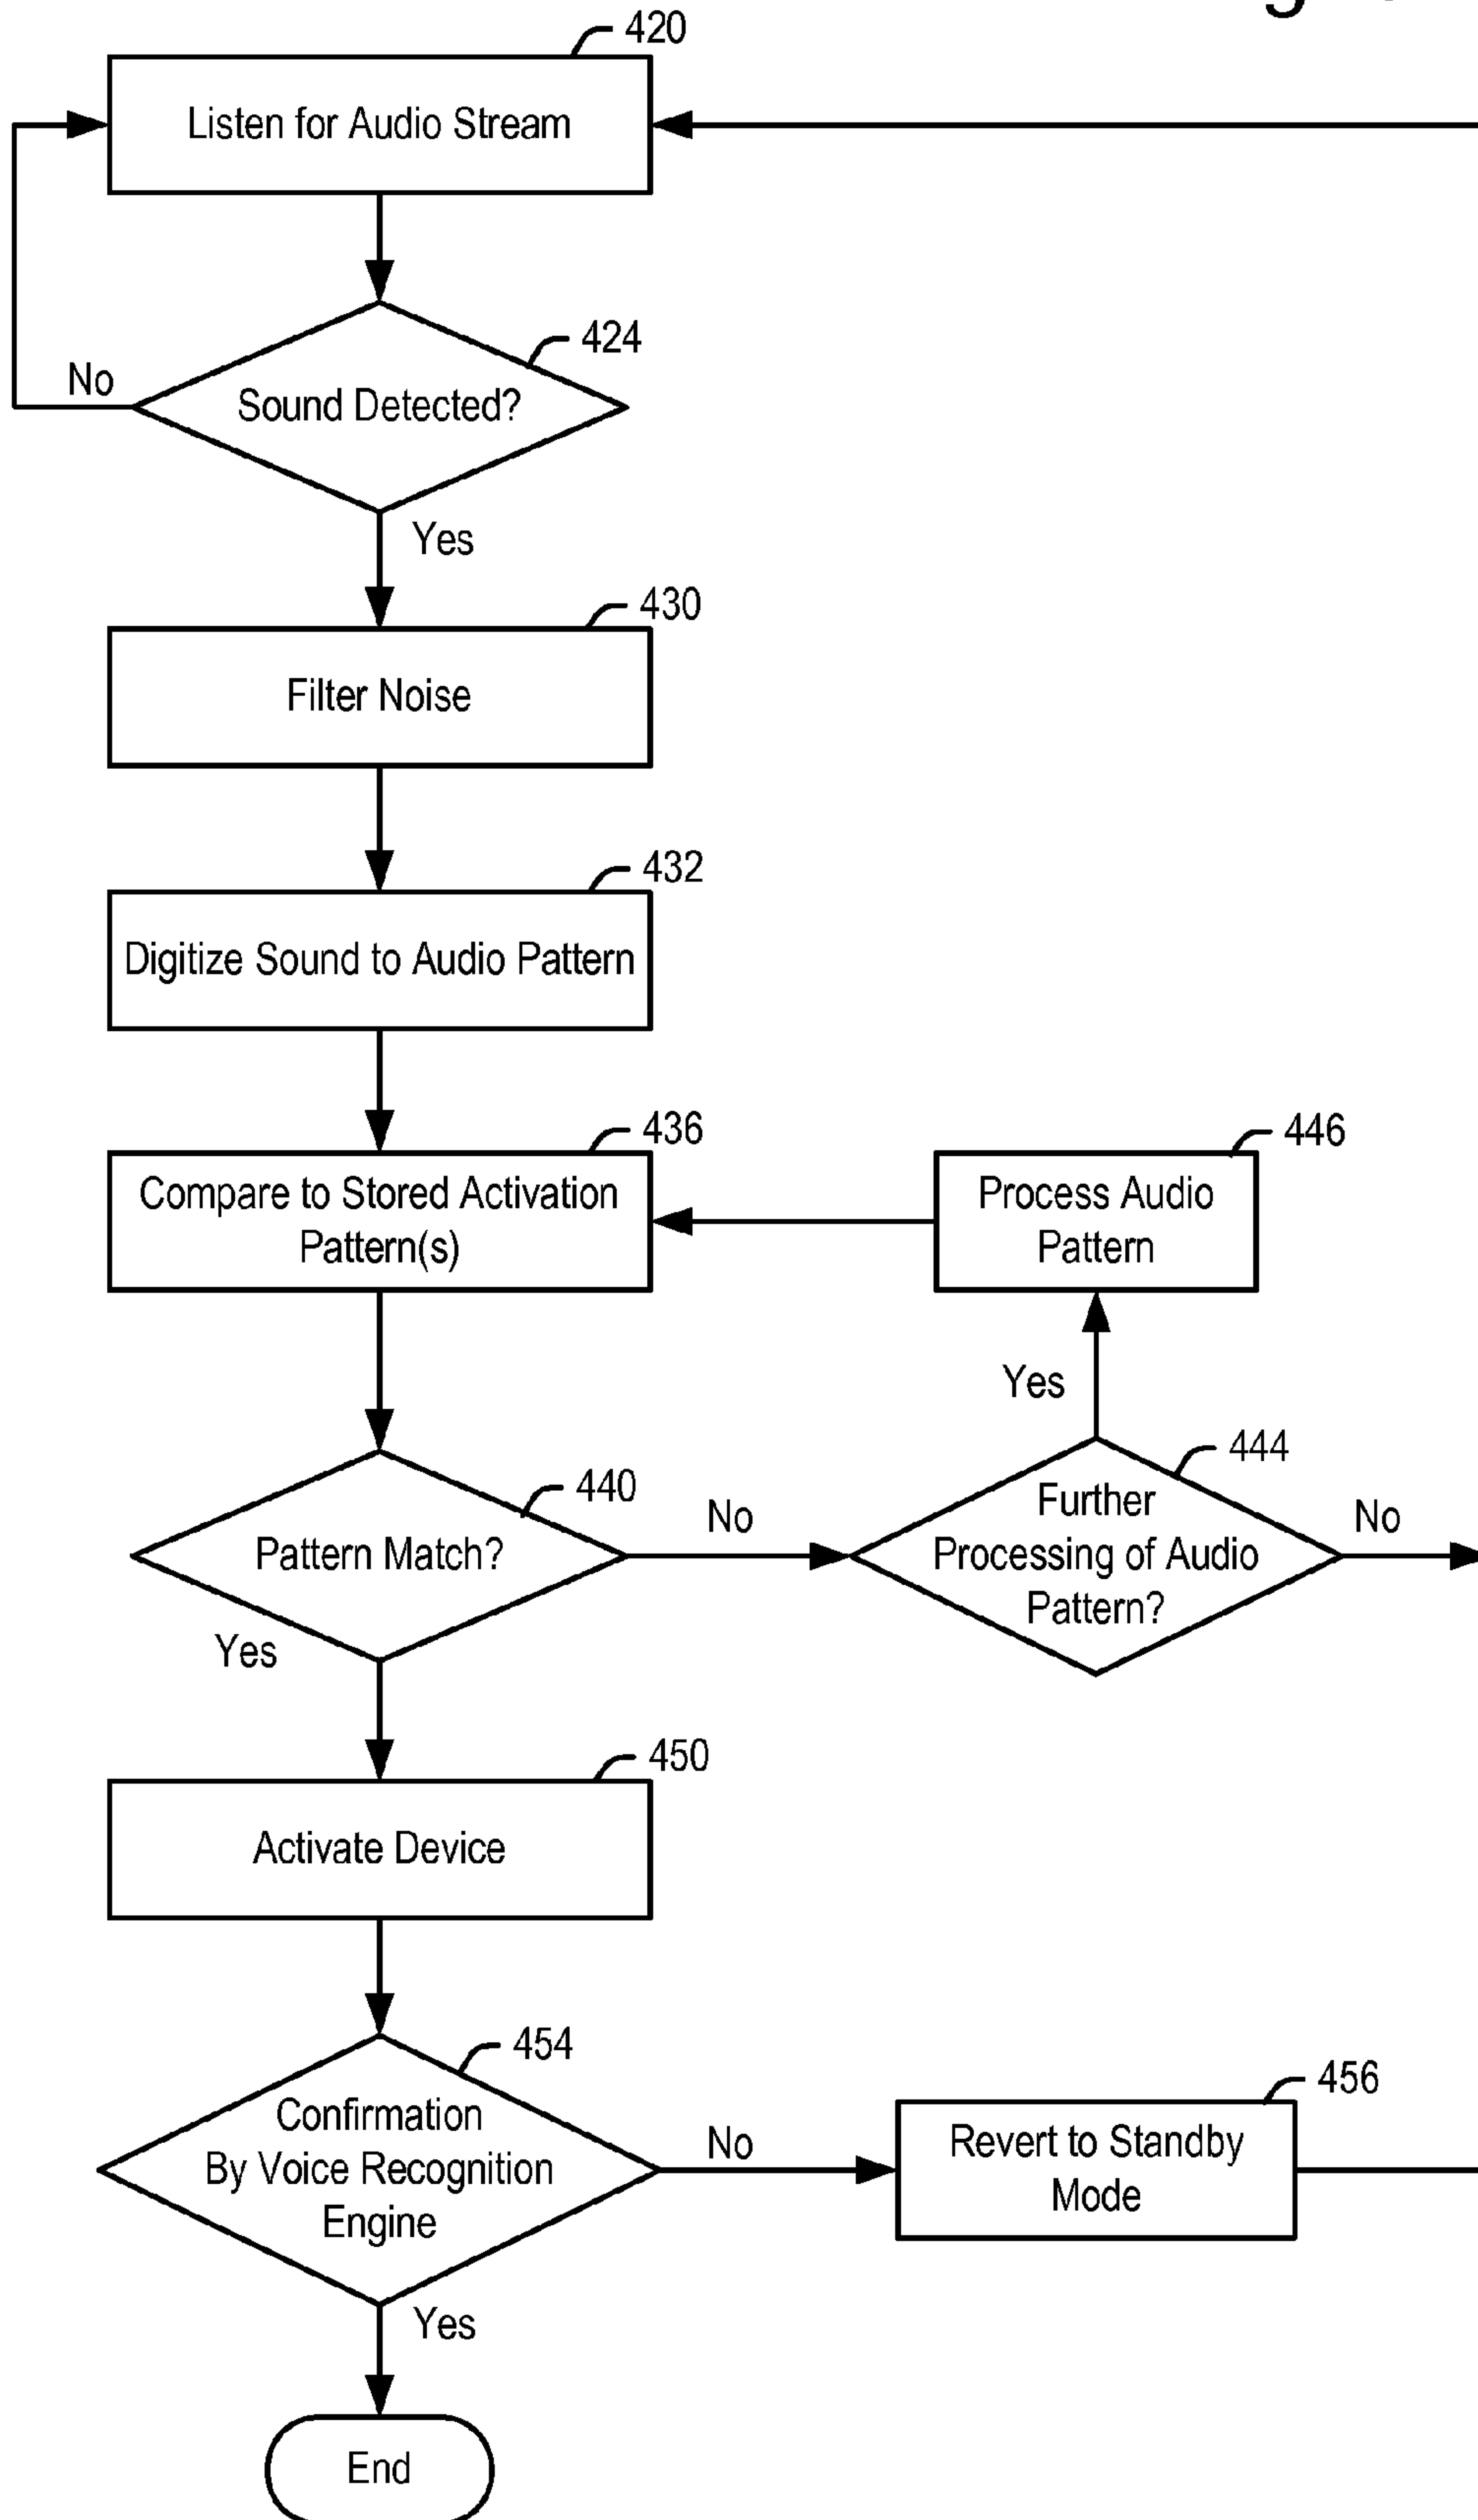 420
Listen for Audio Stream
424
No
Sound Detected?
Yes
430
Filter Noise
432
Digitize Sound to Audio Pattern
436
Compare to Stored Activation
Pattern(s)
446
Process Audio
Pattern
Yes
440
Pattern Match?
No
444
Further
Processing of Audio
Pattern?
No
Yes
450
Activate Device
454
Confirmation
By Voice Recognition
Engine
No
456
Revert to Standby
Mode
Yes
End